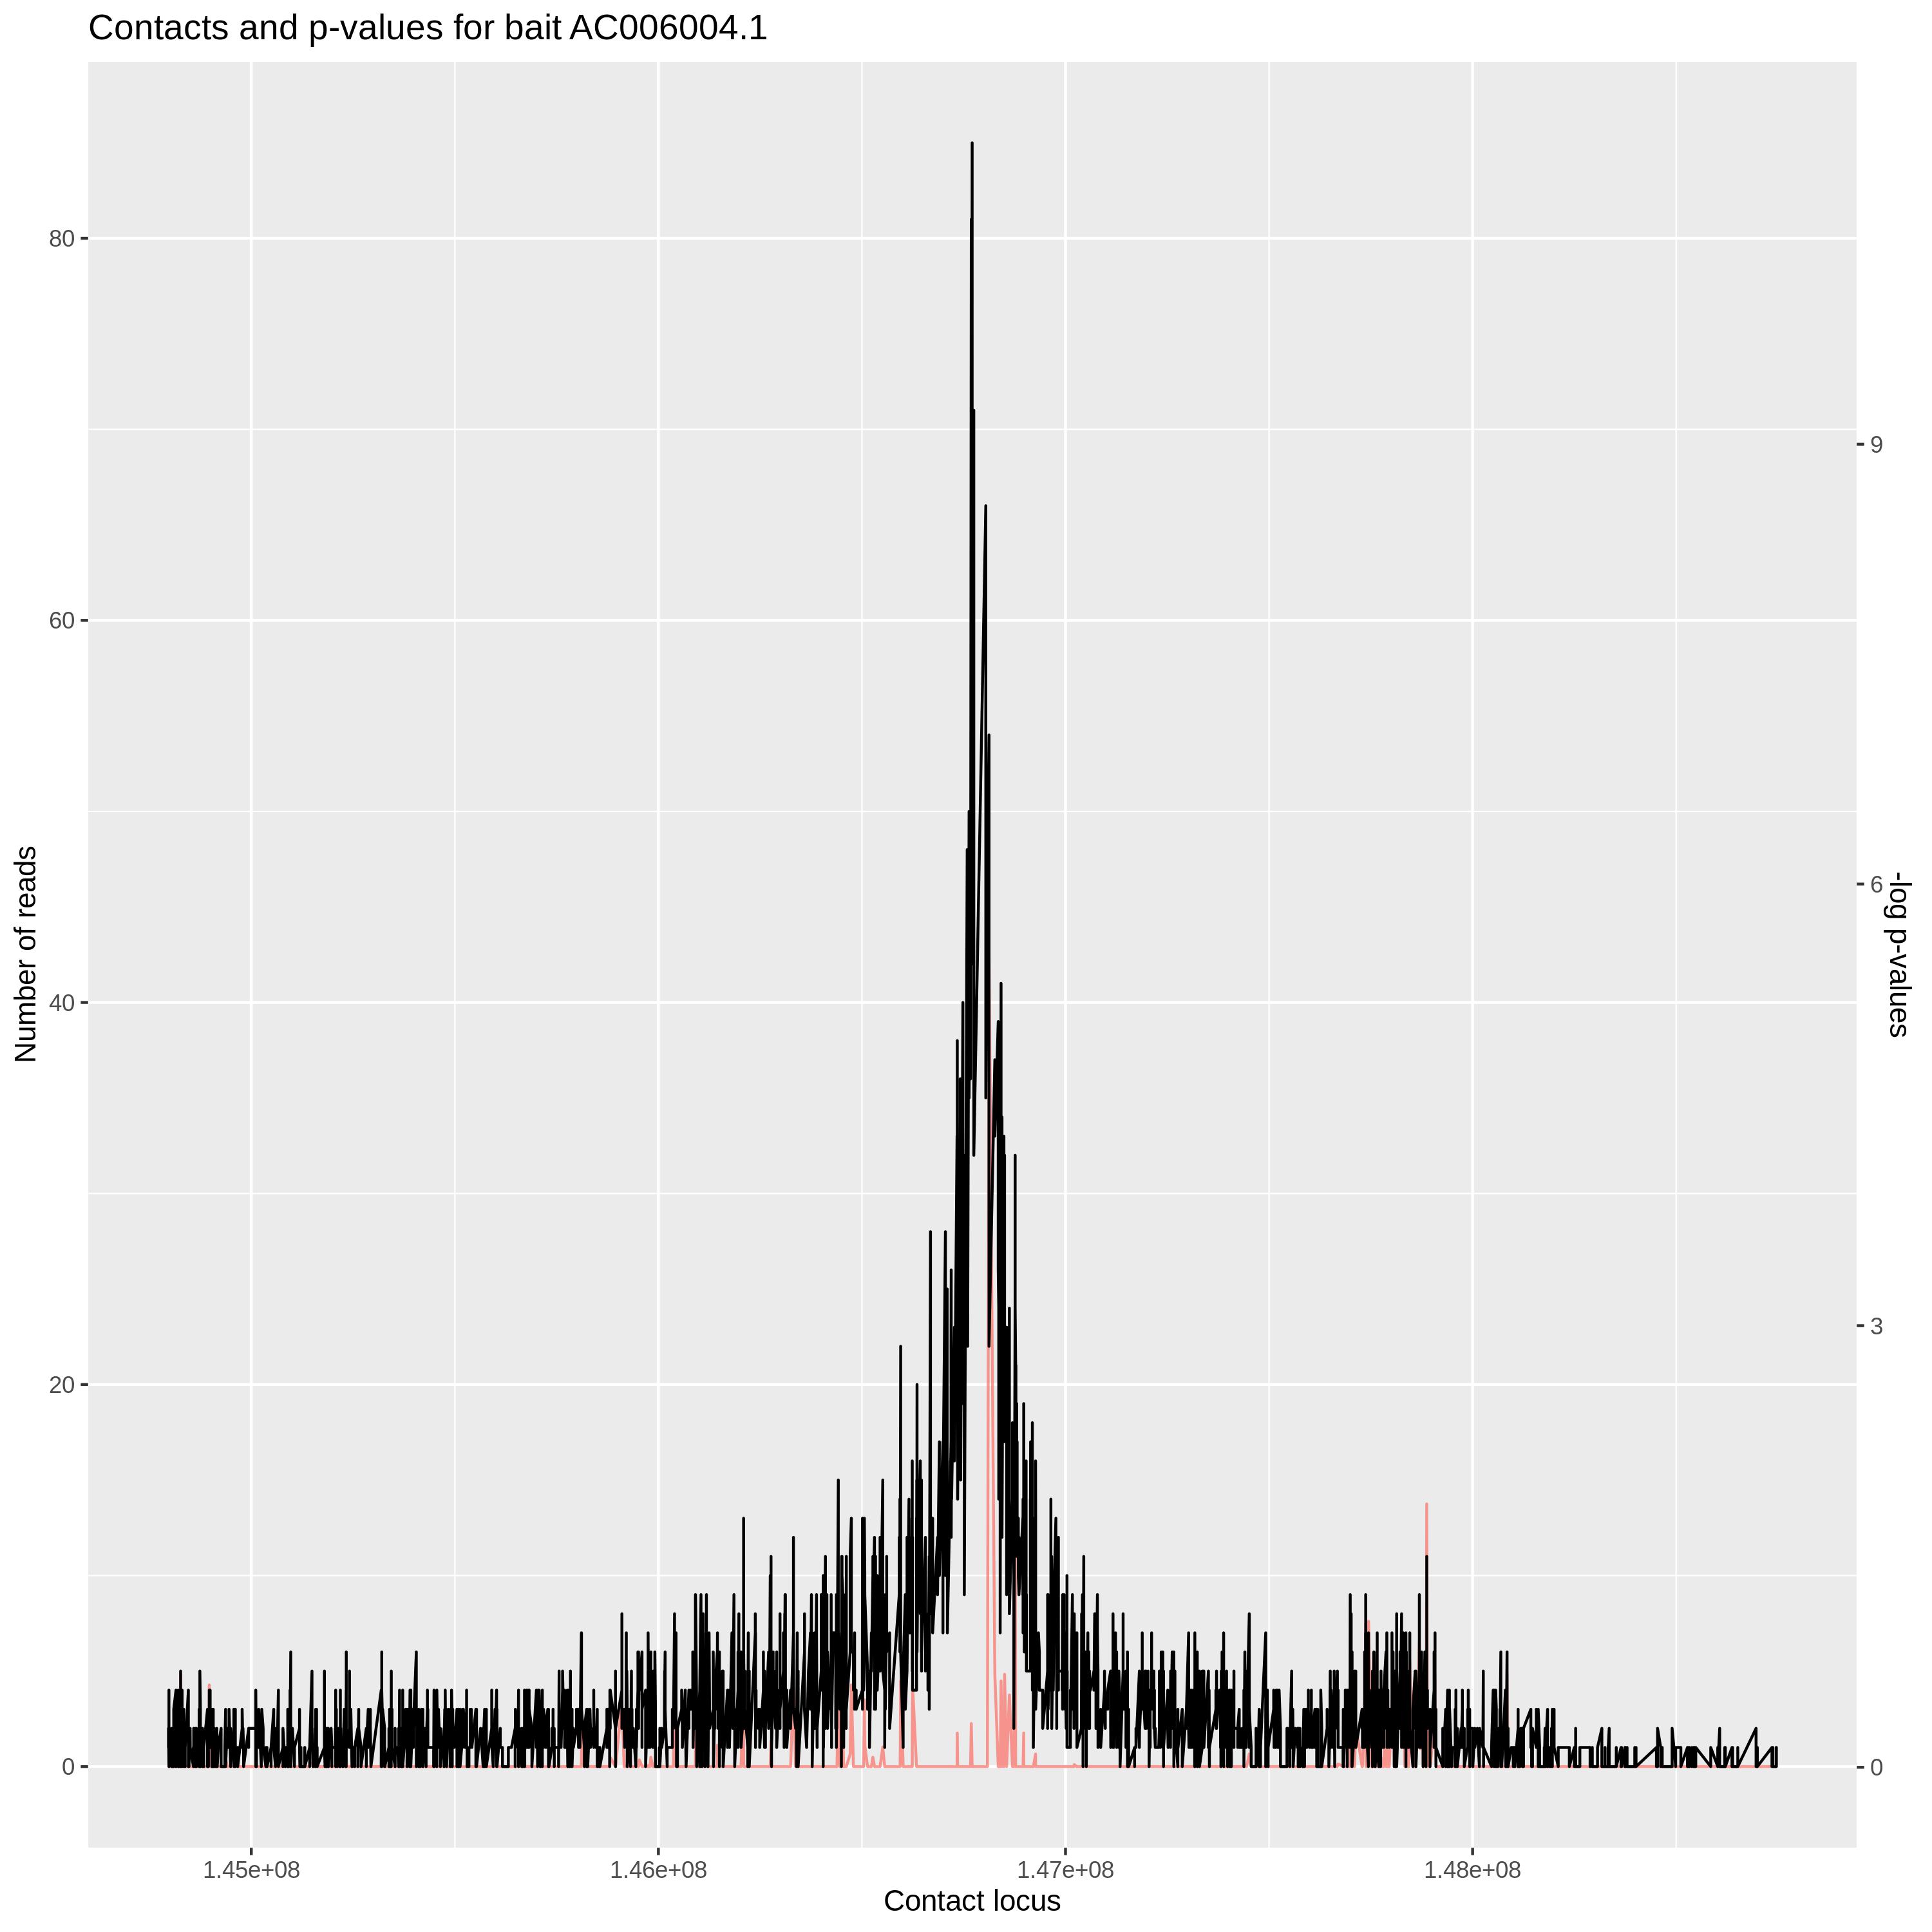 Contacts and p-values for bait AC006004.1
80
60
40
20
0
Number of reads
9
6
3
0
-log p-values
1.45e+08
1.46e+08
1.47e+08
1.48e+08
Contact locus